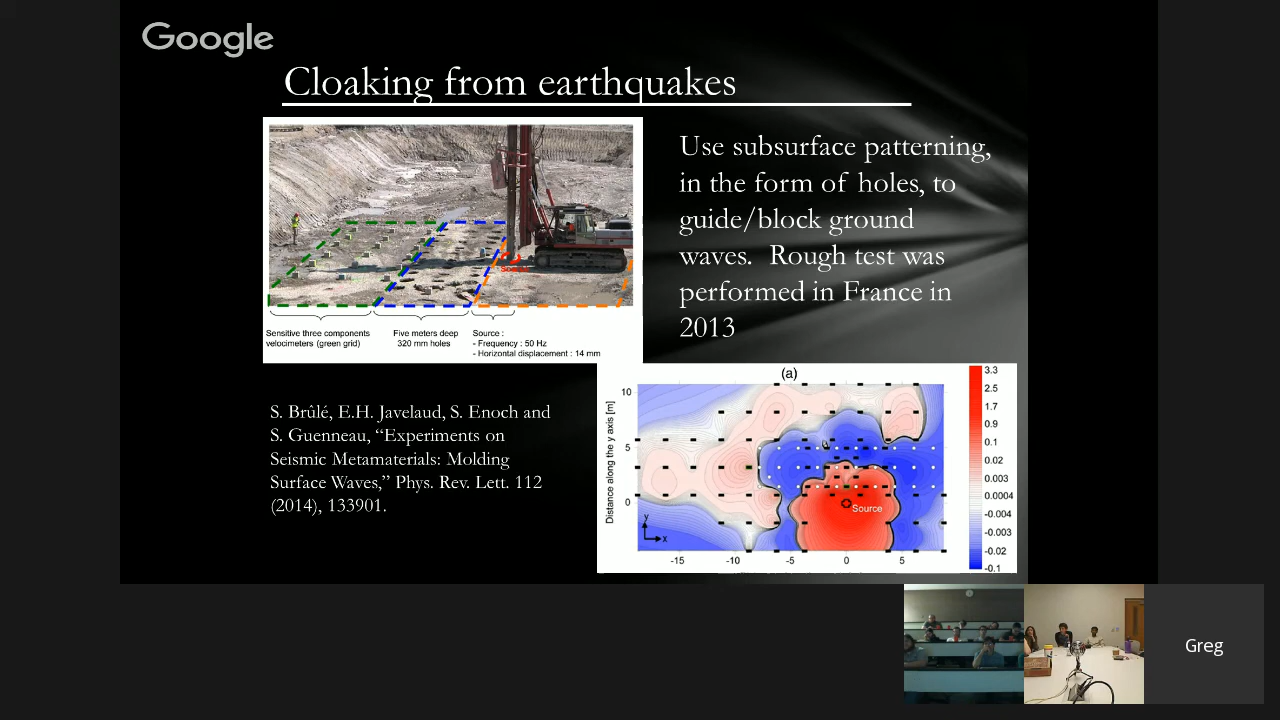 Google
Cloaking from earthquakes
Use subsurface patterning,
in the form of holes, to
guide/block ground
waves. Rough test was
performed in France in
2013
Source
Sensitive three components
velocimeters (green grid)
Five meters deep
320 mm holes
Source :
- Frequency : 50 Hz
- Horizontal displacement : 14 mm
S. Brûlé, E.H. Javelaud, S. Enoch and
S. Guenneau, “Experiments on
Seismic Metamaterials: Molding
Surface Waves,” Phys. Rev. Lett. 112
(2014), 133901.
(a)
Distance along the y axis [m]
10
5
0
y
x
Source
-15
-10
-5
0
5
3.3
2.5
1.7
0.9
0.1
0.02
0.003
0.0004
-0.004
-0.003
-0.02
-0.1
Greg